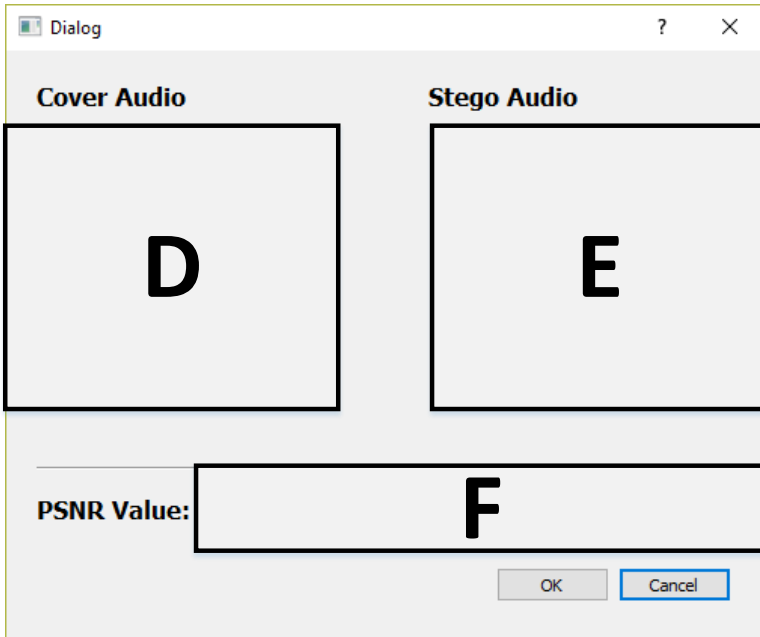 Dialog ? ×
Cover Audio Stego Audio
D E
PSNR Value: F
OK Cancel